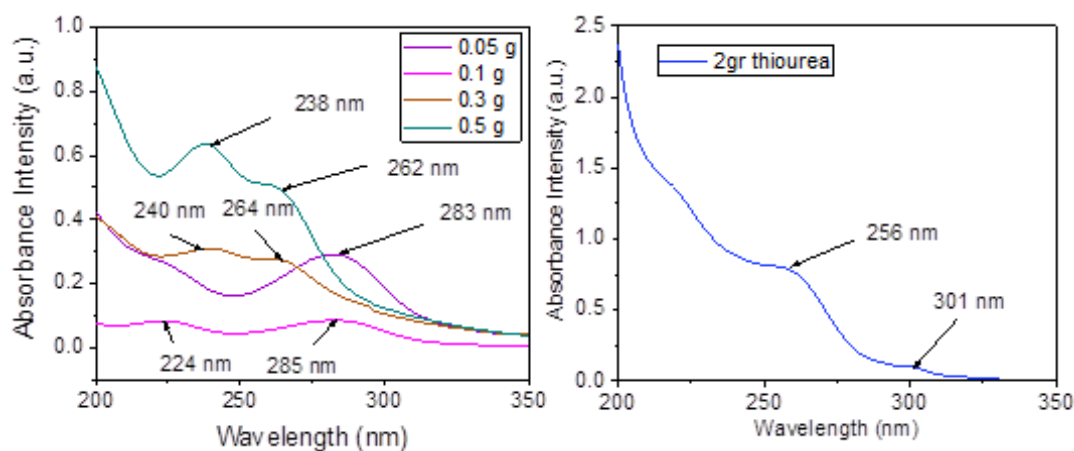 1.0
0.8
0.6
0.4
0.2
0.0
Absorbance Intensity (a.u.)
0.05 g
0.1 g
0.3 g
0.5 g
238 nm
262 nm
240 nm
264 nm
283 nm
224 nm
285 nm
200
250
300
350
Wavelength (nm)
2.5
2.0
1.5
1.0
0.5
0.0
Absorbance Intensity (a.u.)
2gr thiourea
256 nm
301 nm
200
250
300
350
Wavelength (nm)